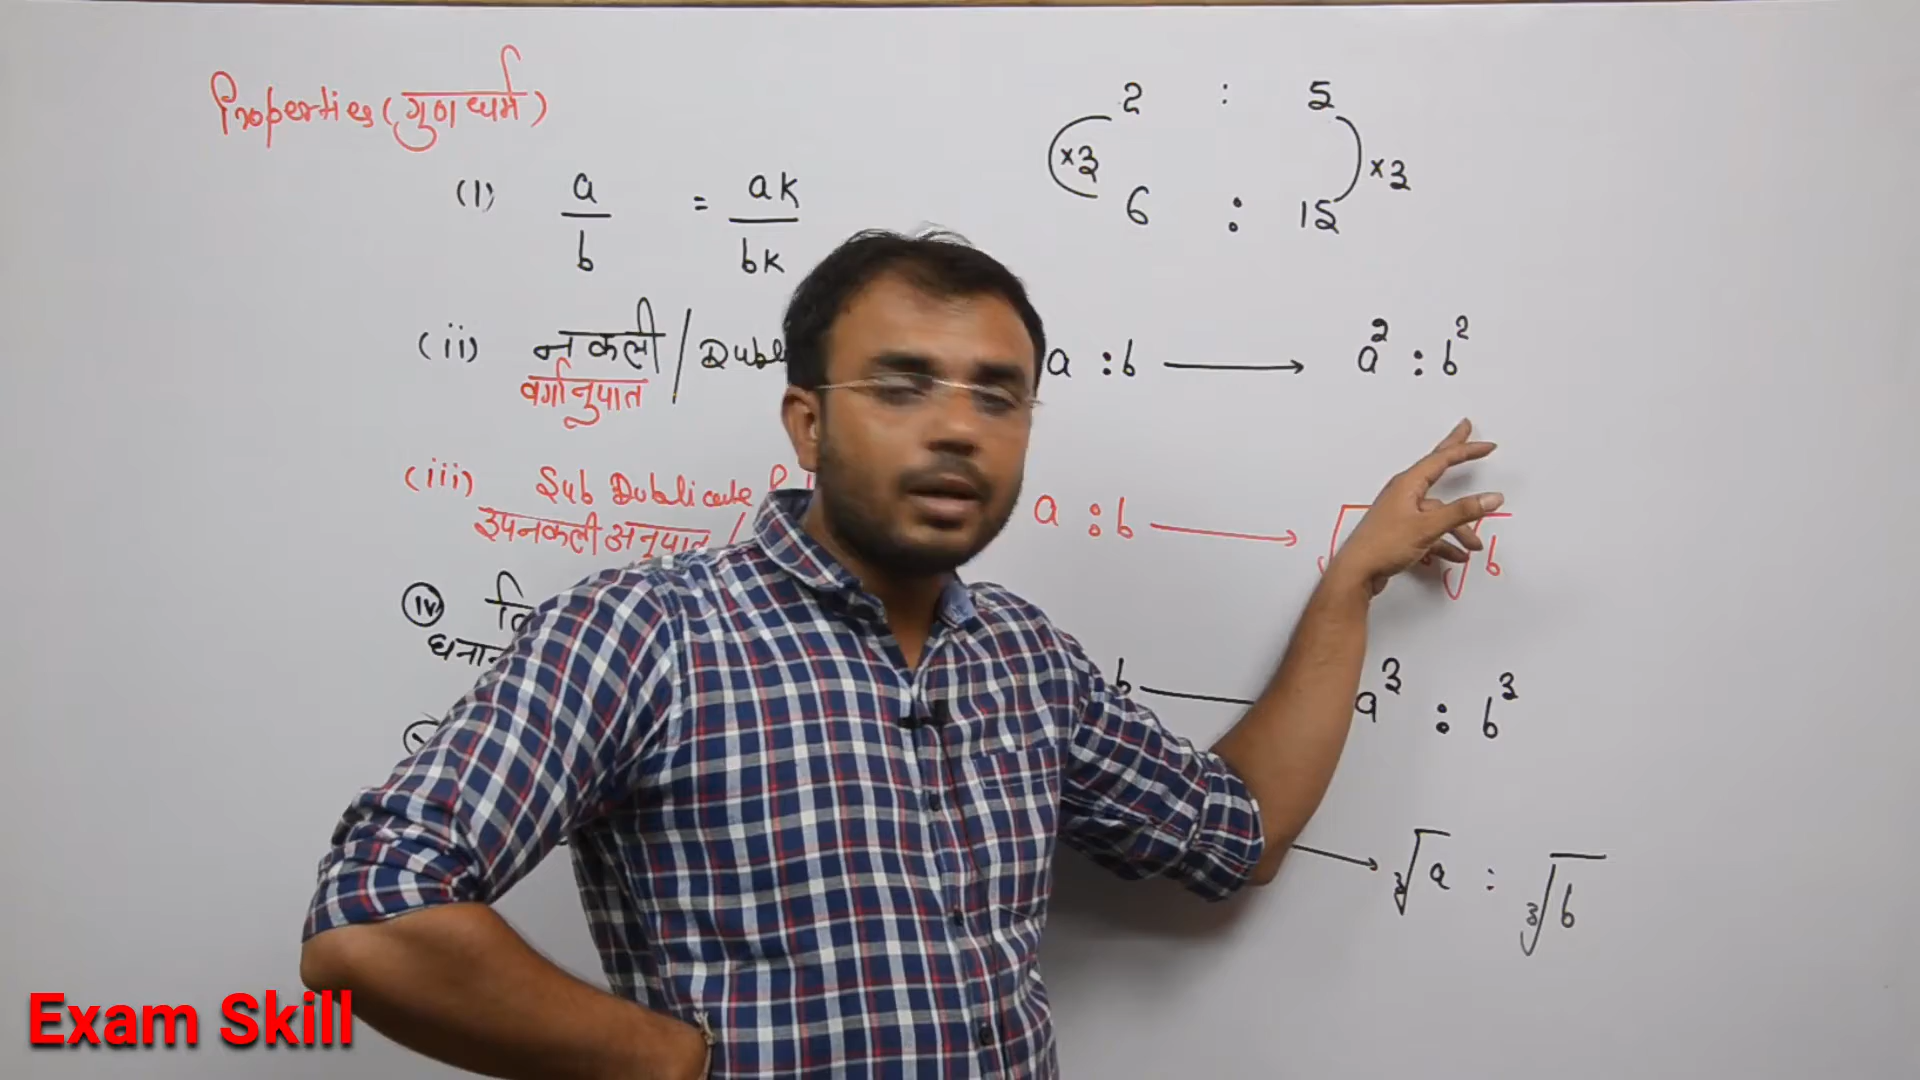 Properties (गुणधर्म)
2 : 5
×3 ×3
6 : 15
(i) a/b = ak/bk
(ii) नकली / a : b → a² : b²
वर्गानुपात
(iii) Sub Dublicate a : b → √b
उपनकली अनुपात /
(iv) b → a³ : b³
∛a : ∛b
Exam Skill